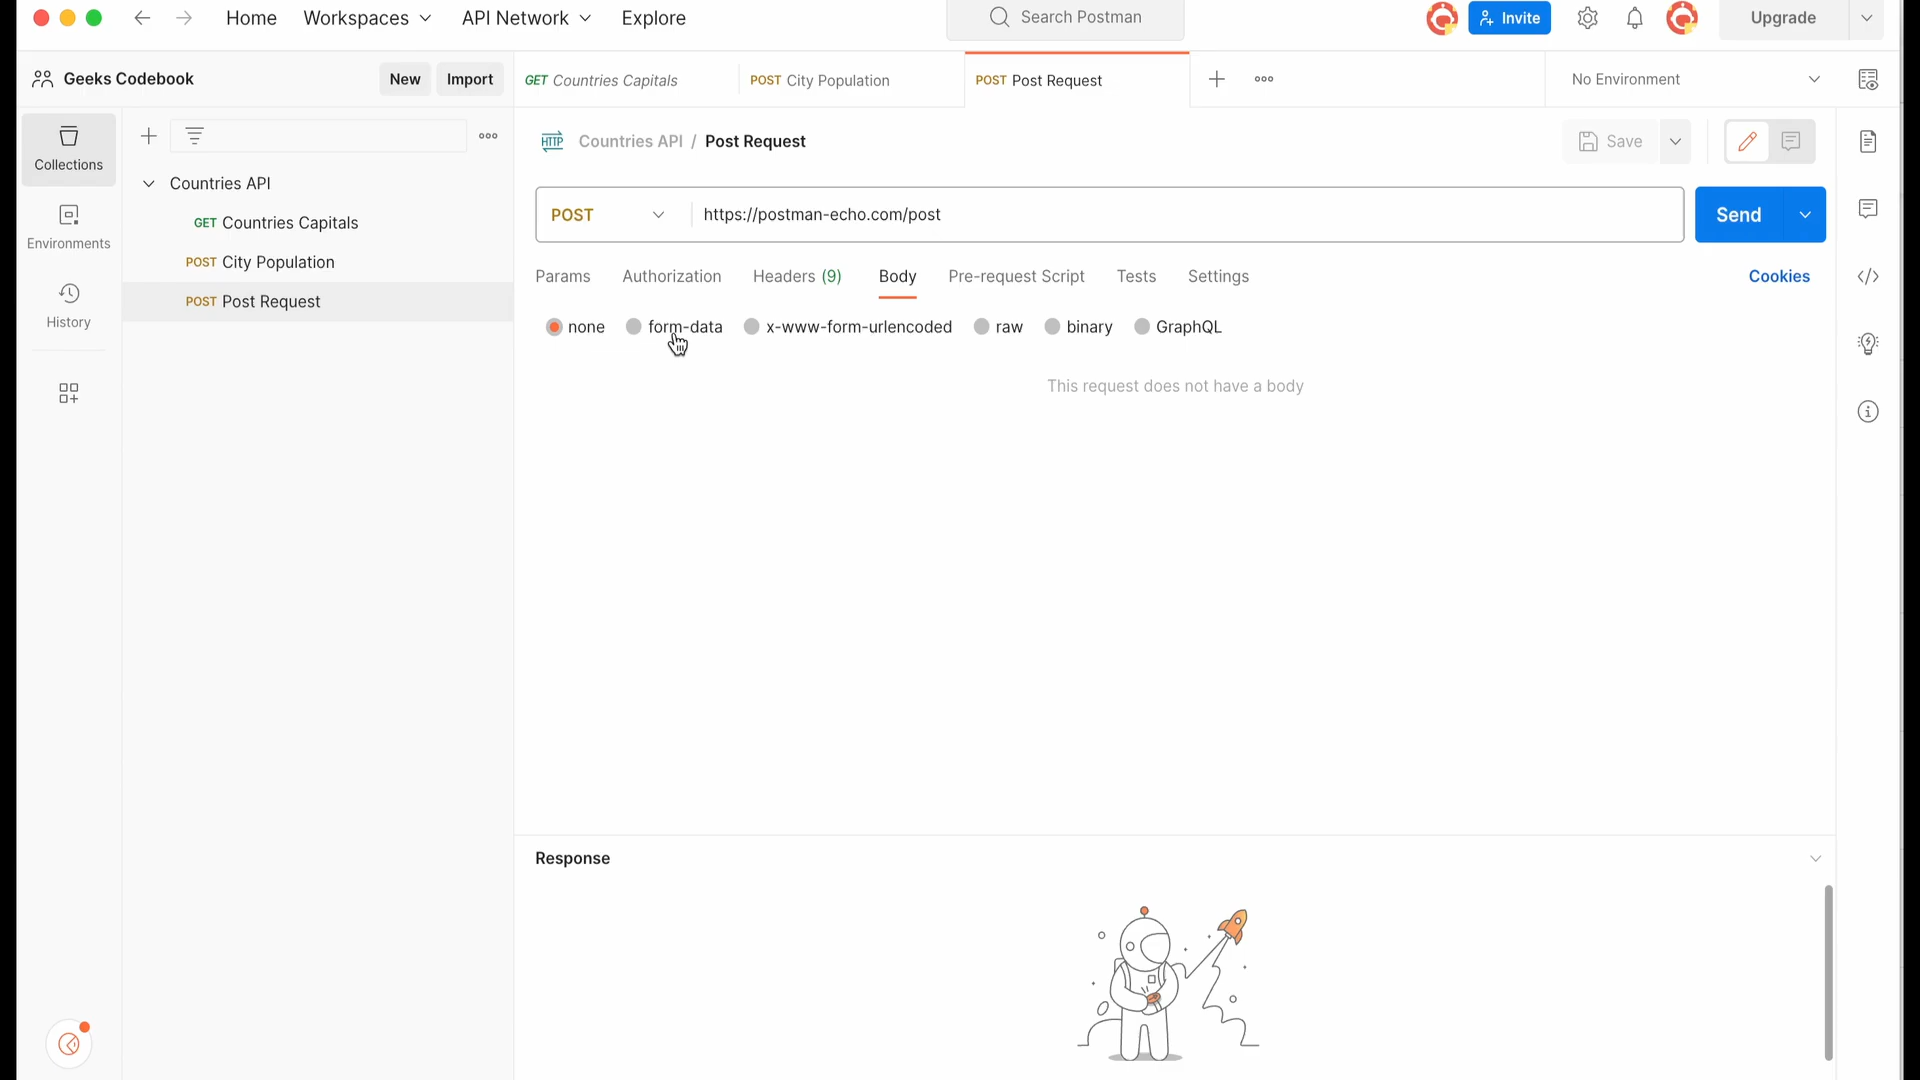 Home Workspaces API Network Explore Search Postman Invite Upgrade
Geeks Codebook New Import GET Countries Capitals POST City Population POST Post Request No Environment
Collections
Environments
History
Countries API
GET Countries Capitals
POST City Population
POST Post Request
HTTP Countries API / Post Request Save
POST https://postman-echo.com/post Send
Params Authorization Headers (9) Body Pre-request Script Tests Settings Cookies
none form-data x-www-form-urlencoded raw binary GraphQL
This request does not have a body
Response